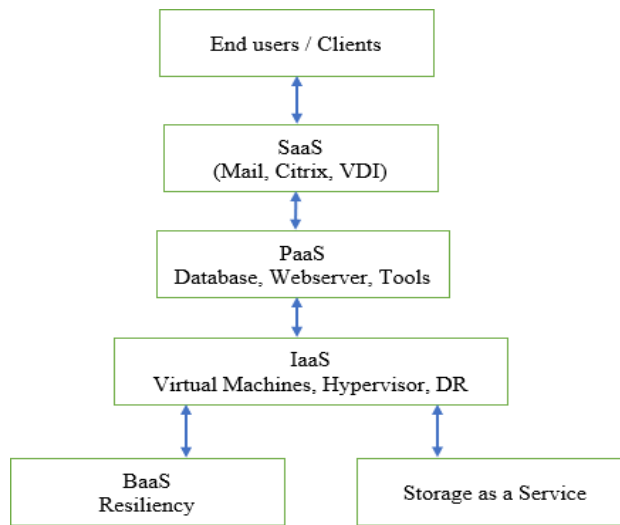 End users / Clients
SaaS
(Mail, Citrix, VDI)
PaaS
Database, Webserver, Tools
IaaS
Virtual Machines, Hypervisor, DR
BaaS
Resiliency
Storage as a Service